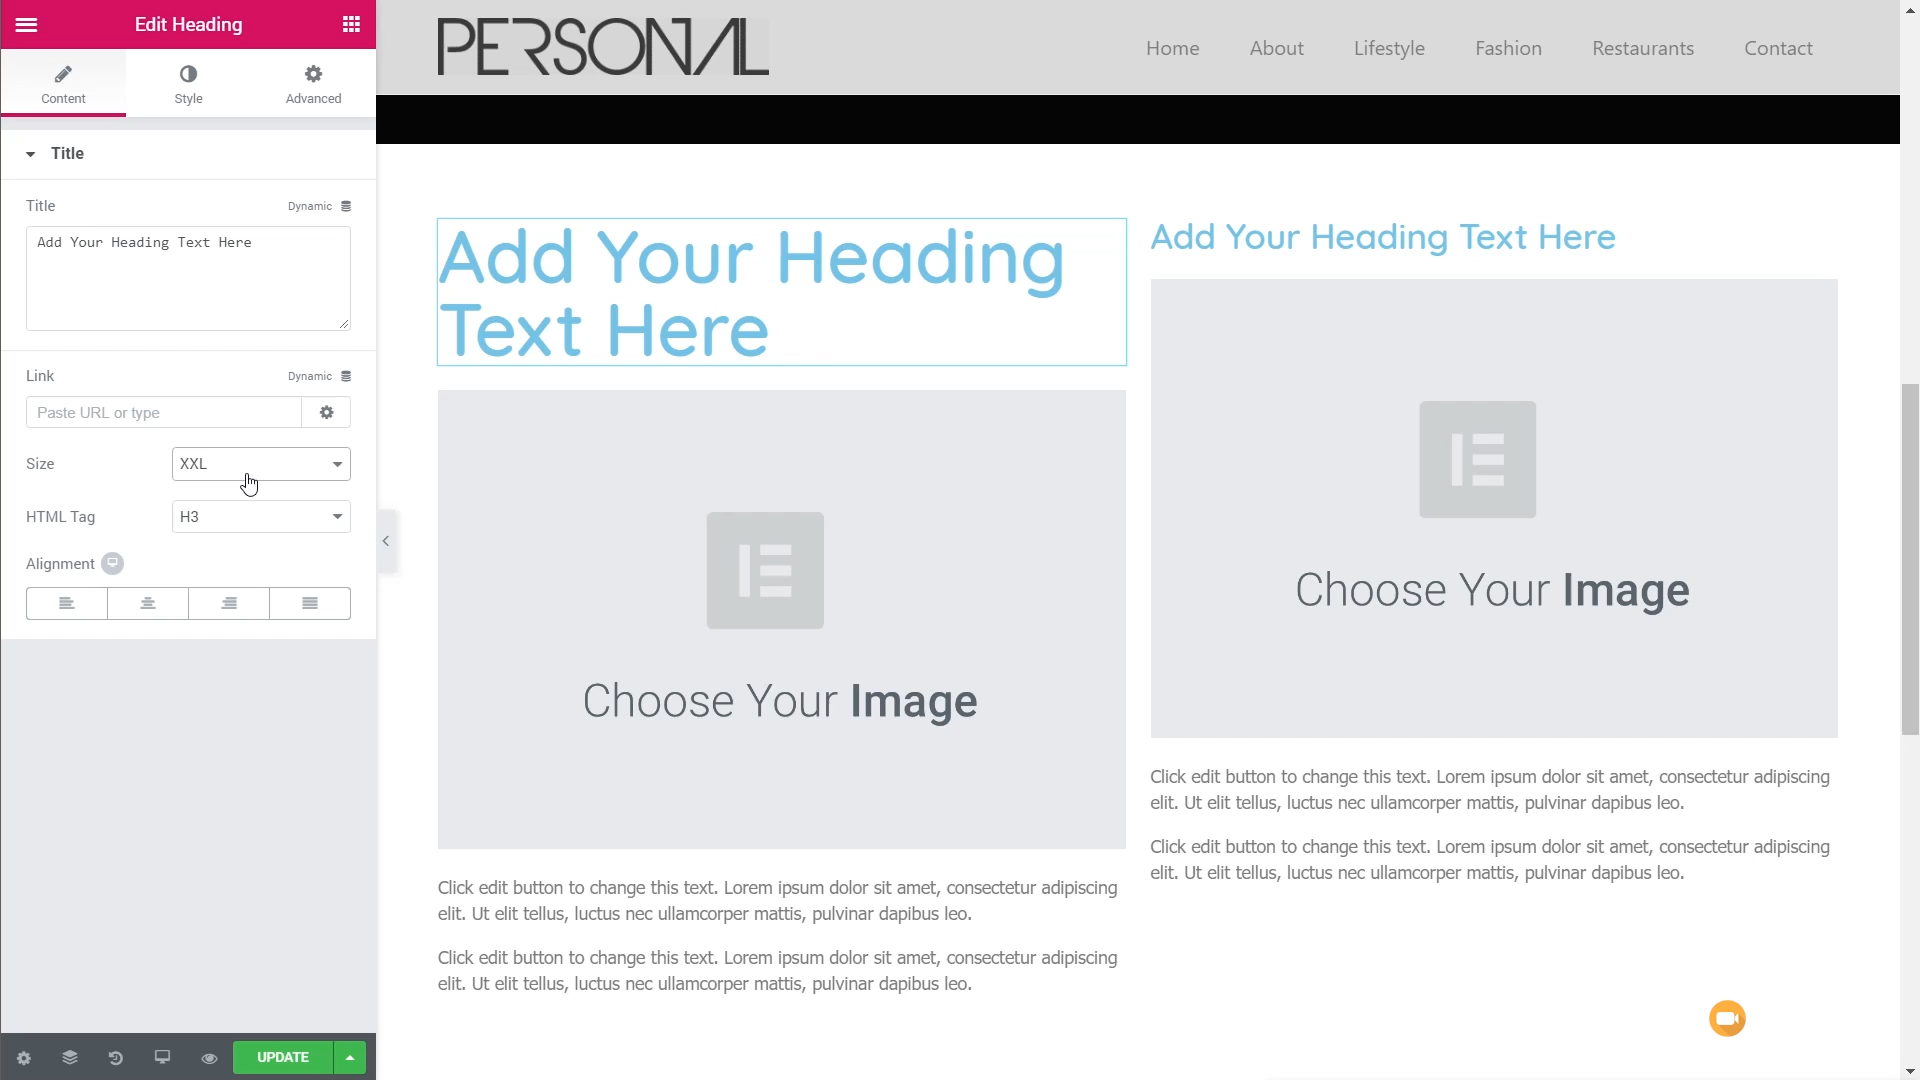 Edit Heading
Content
Style
Advanced
Title
Title
Dynamic
Add Your Heading Text Here
Link
Dynamic
Paste URL or type
Size
XXL
HTML Tag
H3
Alignment
UPDATE
PERSONAL
Home
About
Lifestyle
Fashion
Restaurants
Contact
Add Your Heading
Text Here
Choose Your Image
Click edit button to change this text. Lorem ipsum dolor sit amet, consectetur adipiscing
elit. Ut elit tellus, luctus nec ullamcorper mattis, pulvinar dapibus leo.
Click edit button to change this text. Lorem ipsum dolor sit amet, consectetur adipiscing
elit. Ut elit tellus, luctus nec ullamcorper mattis, pulvinar dapibus leo.
Add Your Heading Text Here
Choose Your Image
Click edit button to change this text. Lorem ipsum dolor sit amet, consectetur adipiscing
elit. Ut elit tellus, luctus nec ullamcorper mattis, pulvinar dapibus leo.
Click edit button to change this text. Lorem ipsum dolor sit amet, consectetur adipiscing
elit. Ut elit tellus, luctus nec ullamcorper mattis, pulvinar dapibus leo.